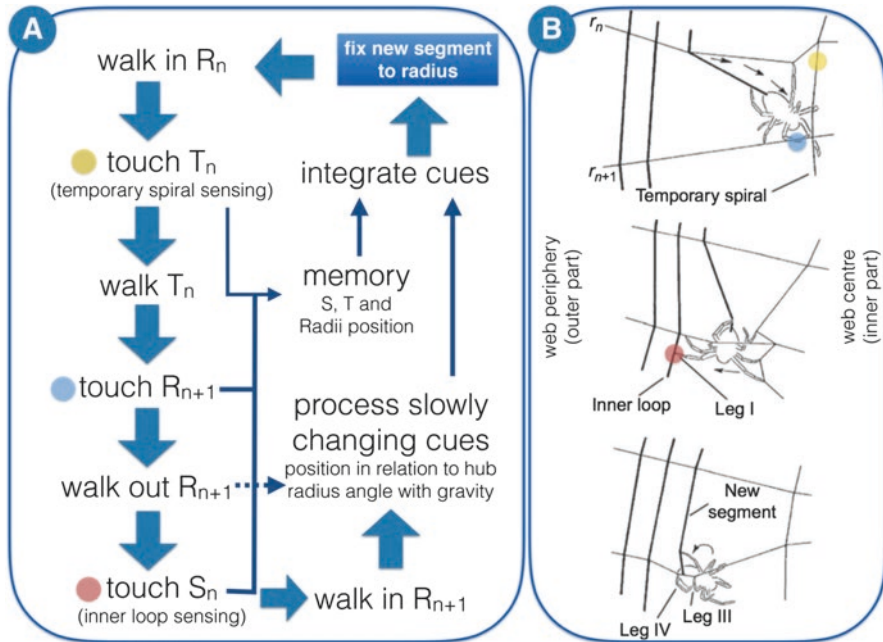 A
walk in Rn
fix new segment
to radius
touch Tn
(temporary spiral sensing)
integrate cues
walk Tn
memory
S, T and
Radii position
touch Rn+1
process slowly
changing cues
position in relation to hub
radius angle with gravity
walk out Rn+1
touch Sn
(inner loop sensing)
walk in Rn+1
B
rn
rn+1
Temporary spiral
web periphery
(outer part)
web centre
(inner part)
Inner loop
Leg I
New
segment
Leg III
Leg IV